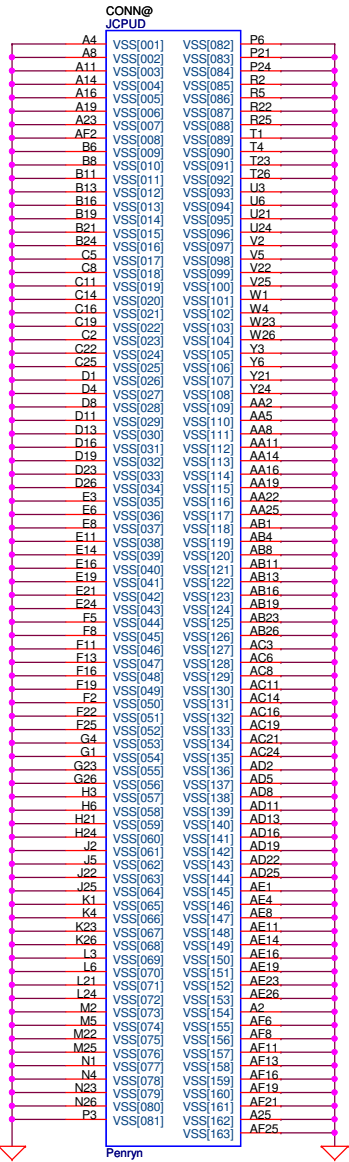 CONN@
JCPUD
A4 VSS[001] VSS[082] P6
A8 VSS[002] VSS[083] P21
A11 VSS[003] VSS[084] P24
A14 VSS[004] VSS[085] R2
A16 VSS[005] VSS[086] R5
A19 VSS[006] VSS[087] R22
A23 VSS[007] VSS[088] R25
AF2 VSS[008] VSS[089] T1
B6 VSS[009] VSS[090] T4
B8 VSS[010] VSS[091] T23
B11 VSS[011] VSS[092] T26
B13 VSS[012] VSS[093] U3
B16 VSS[013] VSS[094] U6
B19 VSS[014] VSS[095] U21
B21 VSS[015] VSS[096] U24
B24 VSS[016] VSS[097] V2
C5 VSS[017] VSS[098] V5
C8 VSS[018] VSS[099] V22
C11 VSS[019] VSS[100] V25
C14 VSS[020] VSS[101] W1
C16 VSS[021] VSS[102] W4
C19 VSS[022] VSS[103] W23
C2 VSS[023] VSS[104] W26
C22 VSS[024] VSS[105] Y3
C25 VSS[025] VSS[106] Y6
D1 VSS[026] VSS[107] Y21
D4 VSS[027] VSS[108] Y24
D8 VSS[028] VSS[109] AA2
D11 VSS[029] VSS[110] AA5
D13 VSS[030] VSS[111] AA8
D16 VSS[031] VSS[112] AA11
D19 VSS[032] VSS[113] AA14
D23 VSS[033] VSS[114] AA16
D26 VSS[034] VSS[115] AA19
E3 VSS[035] VSS[116] AA22
E6 VSS[036] VSS[117] AA25
E8 VSS[037] VSS[118] AB1
E11 VSS[038] VSS[119] AB4
E14 VSS[039] VSS[120] AB8
E16 VSS[040] VSS[121] AB11
E19 VSS[041] VSS[122] AB13
E21 VSS[042] VSS[123] AB16
E24 VSS[043] VSS[124] AB19
F5 VSS[044] VSS[125] AB23
F8 VSS[045] VSS[126] AB26
F11 VSS[046] VSS[127] AC3
F13 VSS[047] VSS[128] AC6
F16 VSS[048] VSS[129] AC8
F19 VSS[049] VSS[130] AC11
F2 VSS[050] VSS[131] AC14
F22 VSS[051] VSS[132] AC16
F25 VSS[052] VSS[133] AC19
G4 VSS[053] VSS[134] AC21
G1 VSS[054] VSS[135] AC24
G23 VSS[055] VSS[136] AD2
G26 VSS[056] VSS[137] AD5
H3 VSS[057] VSS[138] AD8
H6 VSS[058] VSS[139] AD11
H21 VSS[059] VSS[140] AD13
H24 VSS[060] VSS[141] AD16
J2 VSS[061] VSS[142] AD19
J5 VSS[062] VSS[143] AD22
J22 VSS[063] VSS[144] AD25
J25 VSS[064] VSS[145] AE1
K1 VSS[065] VSS[146] AE4
K4 VSS[066] VSS[147] AE8
K23 VSS[067] VSS[148] AE11
K26 VSS[068] VSS[149] AE14
L3 VSS[069] VSS[150] AE16
L6 VSS[070] VSS[151] AE19
L21 VSS[071] VSS[152] AE23
L24 VSS[072] VSS[153] AE26
M2 VSS[073] VSS[154] A2
M5 VSS[074] VSS[155] AF6
M22 VSS[075] VSS[156] AF8
M25 VSS[076] VSS[157] AF11
N1 VSS[077] VSS[158] AF13
N4 VSS[078] VSS[159] AF16
N23 VSS[079] VSS[160] AF19
N26 VSS[080] VSS[161] AF21
P3 VSS[081] VSS[162] A25
VSS[163] AF25
Penryn